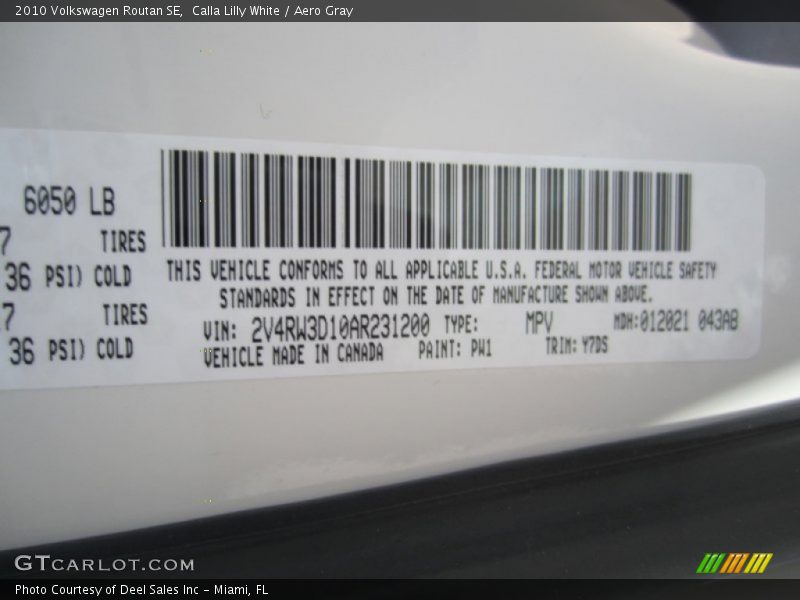 2010 Volkswagen Routan SE, Calla Lilly White / Aero Gray
6050 LB
7 TIRES
36 PSI) COLD
7 TIRES
36 PSI) COLD
THIS VEHICLE CONFORMS TO ALL APPLICABLE U.S.A. FEDERAL MOTOR VEHICLE SAFETY
STANDARDS IN EFFECT ON THE DATE OF MANUFACTURE SHOWN ABOVE.
VIN: 2V4RW3D10AR231200 TYPE: MPV MDH:012021 043AB
VEHICLE MADE IN CANADA PAINT: PW1 TRIM: Y7DS
GTCARLOT.COM
Photo Courtesy of Deel Sales Inc - Miami, FL